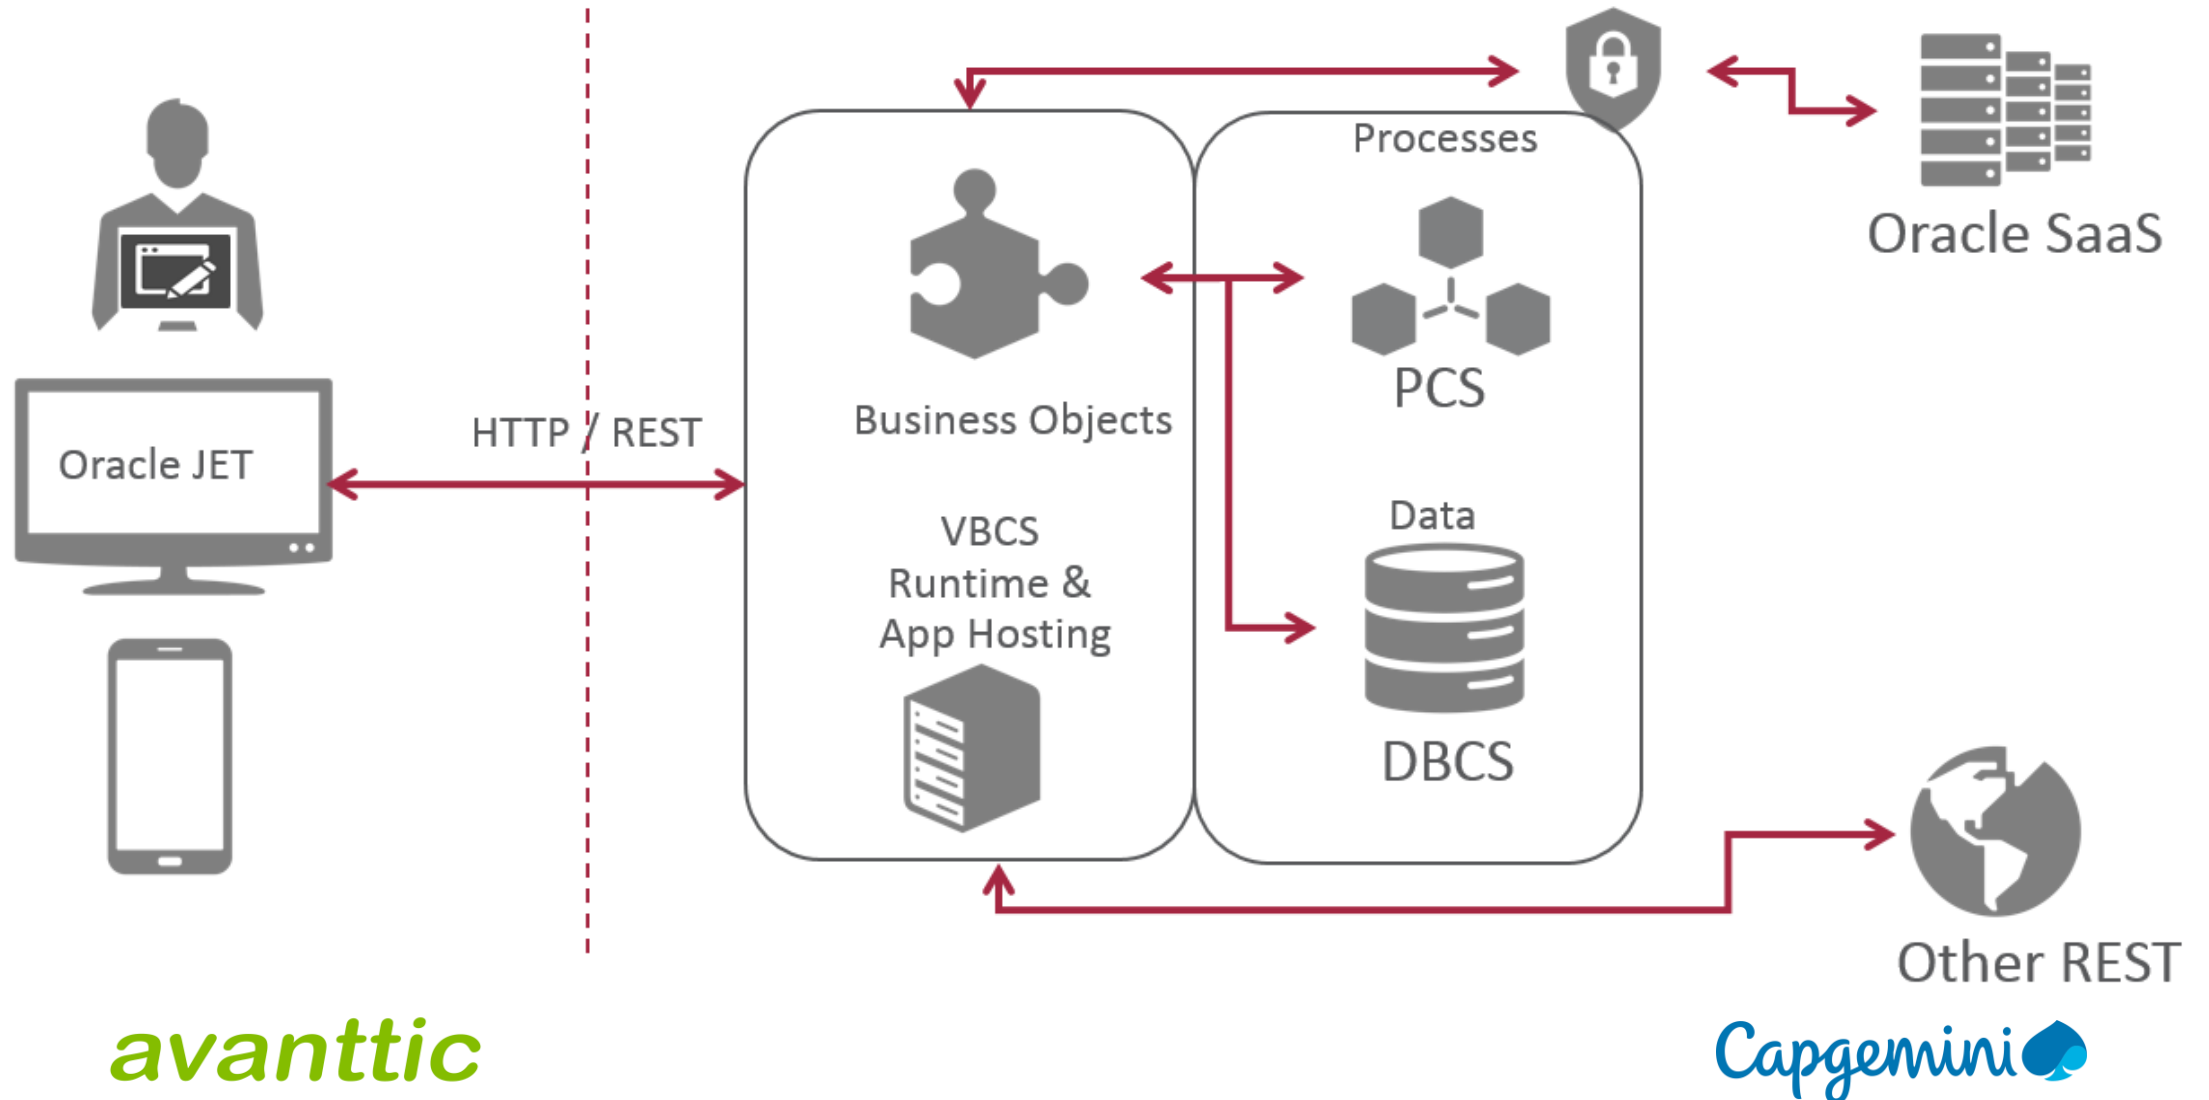 Processes
Oracle SaaS
PCS
Business Objects
HTTP / REST
Oracle JET
Data
VBCS
Runtime &
App Hosting
DBCS
Other REST
avanttic
Capgemini